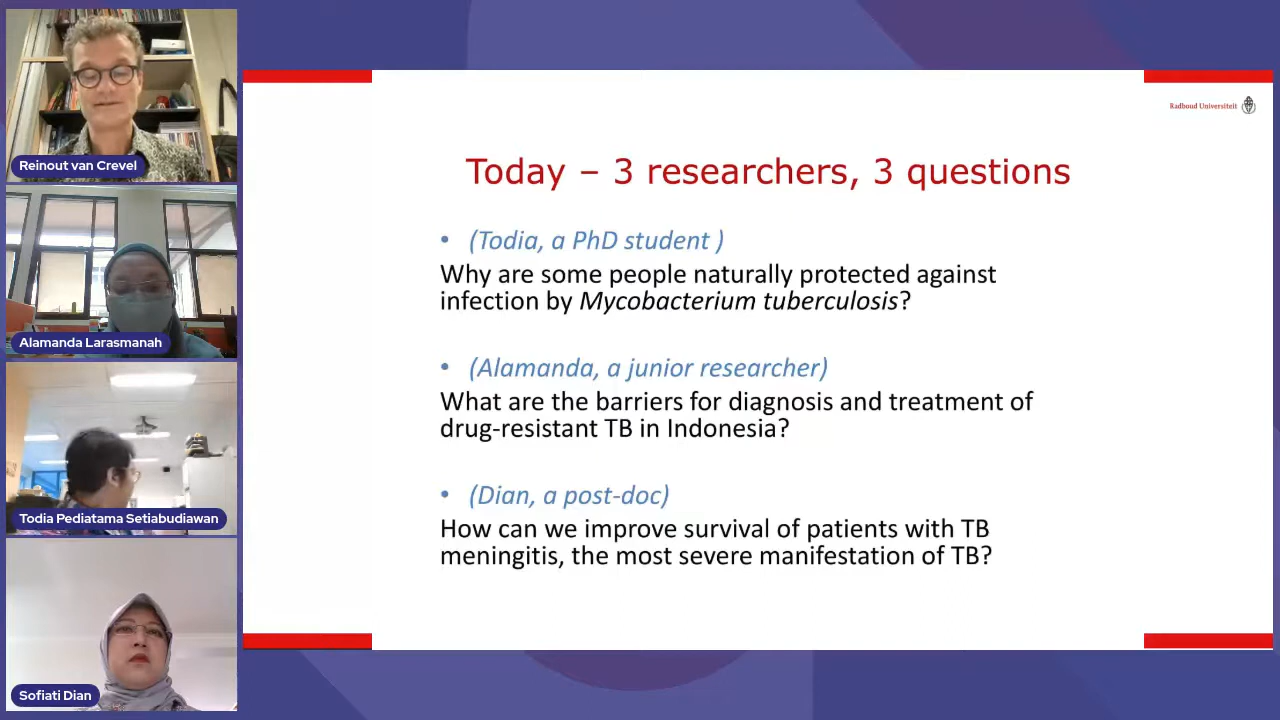 Reinout van Crevel
Alamanda Larasmanah
Todia Pediatama Setiabudiawan
Sofiati Dian
Radboud Universiteit
Today – 3 researchers, 3 questions
• (Todia, a PhD student )
Why are some people naturally protected against
infection by Mycobacterium tuberculosis?
• (Alamanda, a junior researcher)
What are the barriers for diagnosis and treatment of
drug-resistant TB in Indonesia?
• (Dian, a post-doc)
How can we improve survival of patients with TB
meningitis, the most severe manifestation of TB?